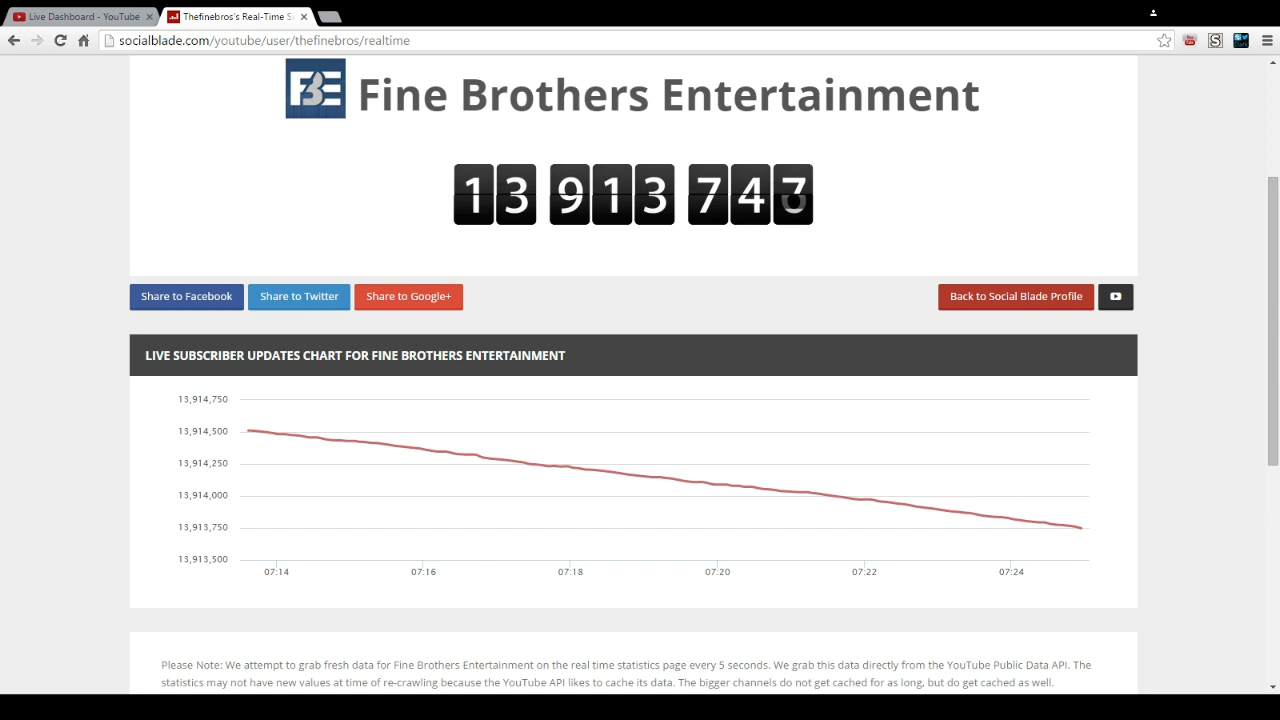 Live Dashboard - YouTube
Thefinebros's Real-Time S
socialblade.com/youtube/user/thefinebros/realtime
FBE Fine Brothers Entertainment
13 913 74
Share to Facebook Share to Twitter Share to Google+ Back to Social Blade Profile
LIVE SUBSCRIBER UPDATES CHART FOR FINE BROTHERS ENTERTAINMENT
13,914,750
13,914,500
13,914,250
13,914,000
13,913,750
13,913,500
07:14 07:16 07:18 07:20 07:22 07:24
Please Note: We attempt to grab fresh data for Fine Brothers Entertainment on the real time statistics page every 5 seconds. We grab this data directly from the YouTube Public Data API. The
statistics may not have new values at time of re-crawling because the YouTube API likes to cache its data. The bigger channels do not get cached for as long, but do get cached as well.